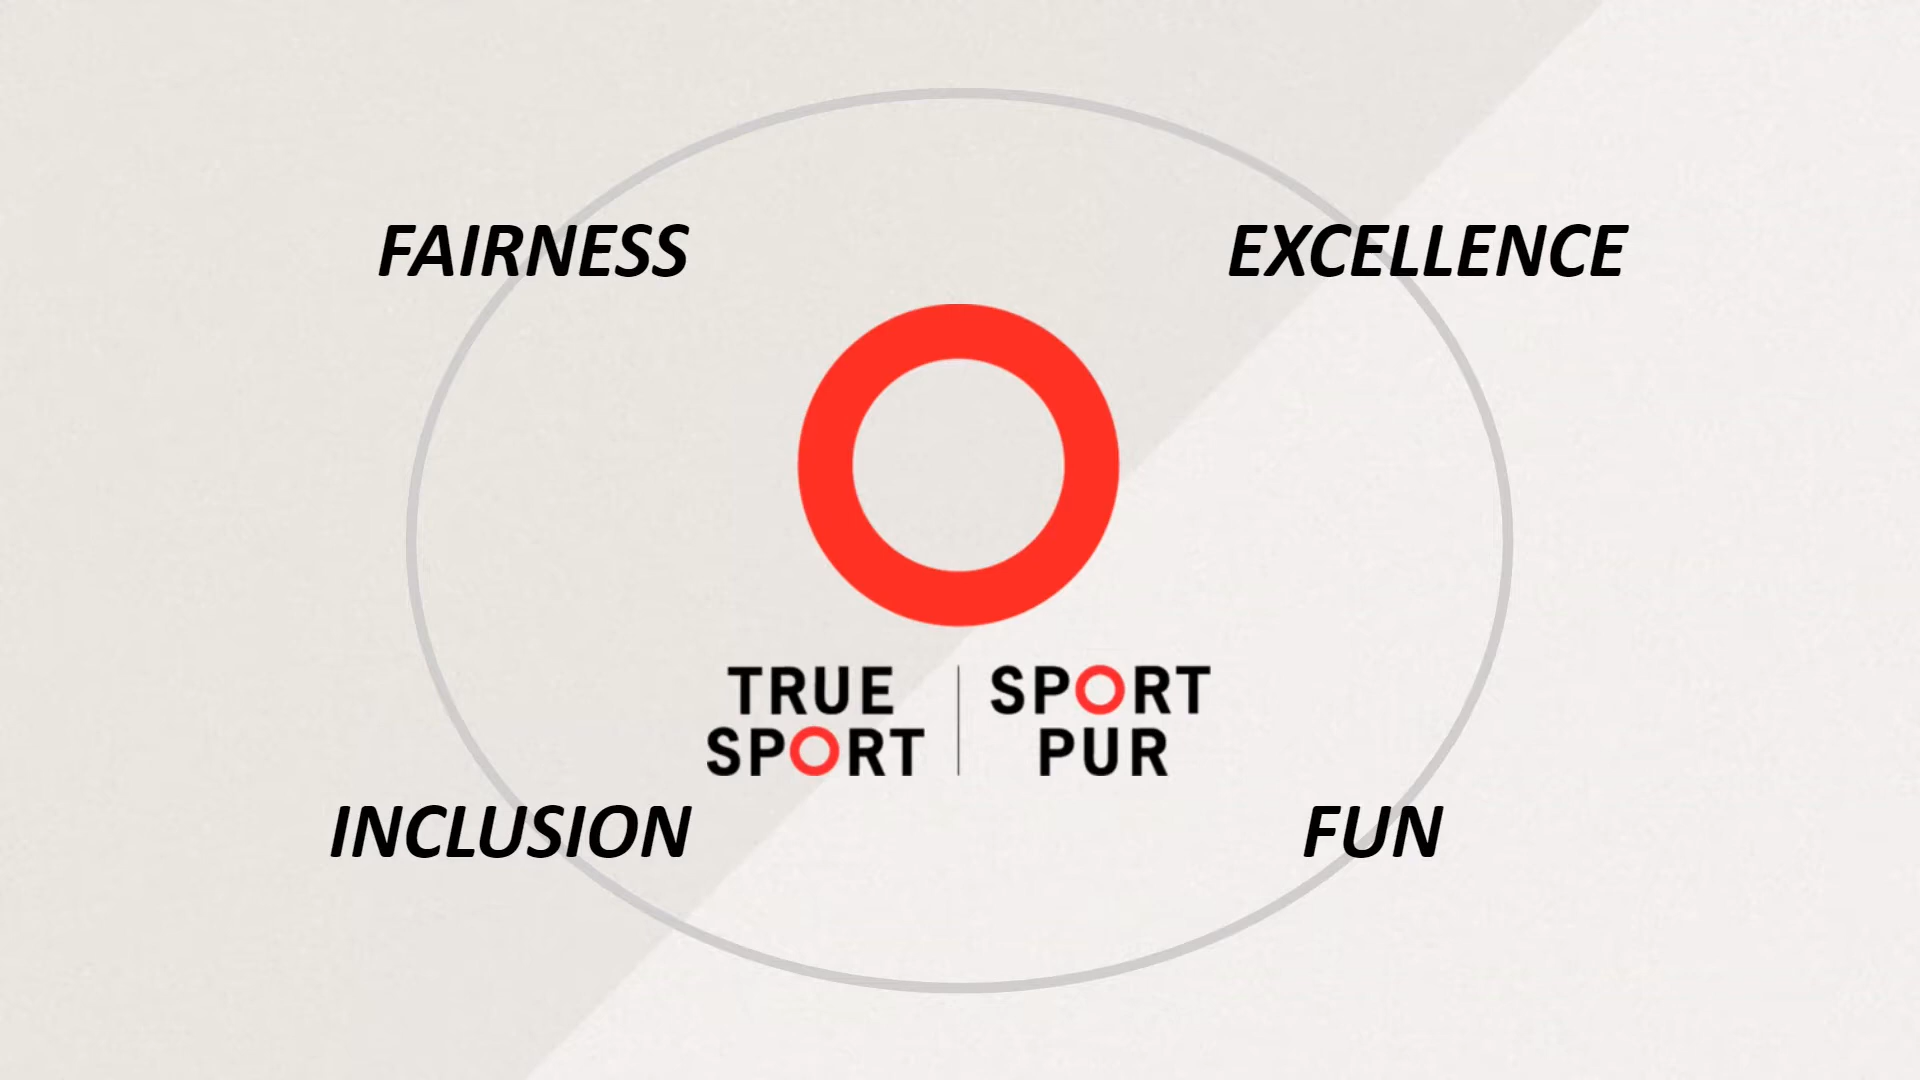 FAIRNESS
EXCELLENCE
TRUE
SPORT
SPORT
PUR
INCLUSION
FUN